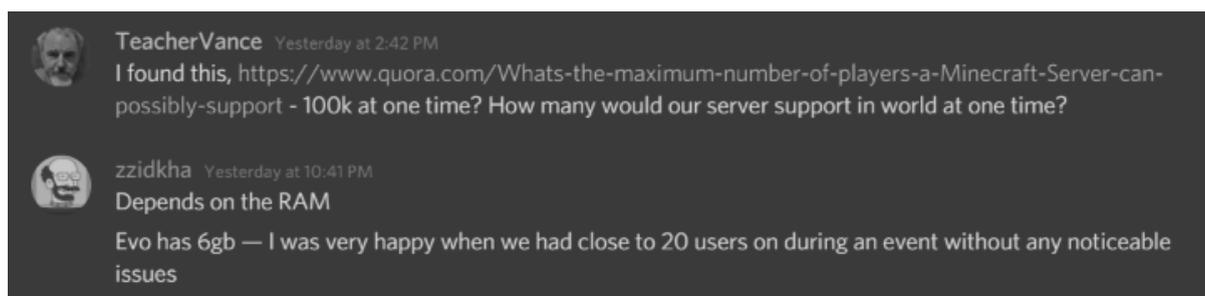 TeacherVance Yesterday at 2:42 PM
I found this, https://www.quora.com/Whats-the-maximum-number-of-players-a-Minecraft-Server-can-
possibly-support - 100k at one time? How many would our server support in world at one time?
zzidkha Yesterday at 10:41 PM
Depends on the RAM
Evo has 6gb — I was very happy when we had close to 20 users on during an event without any noticeable
issues